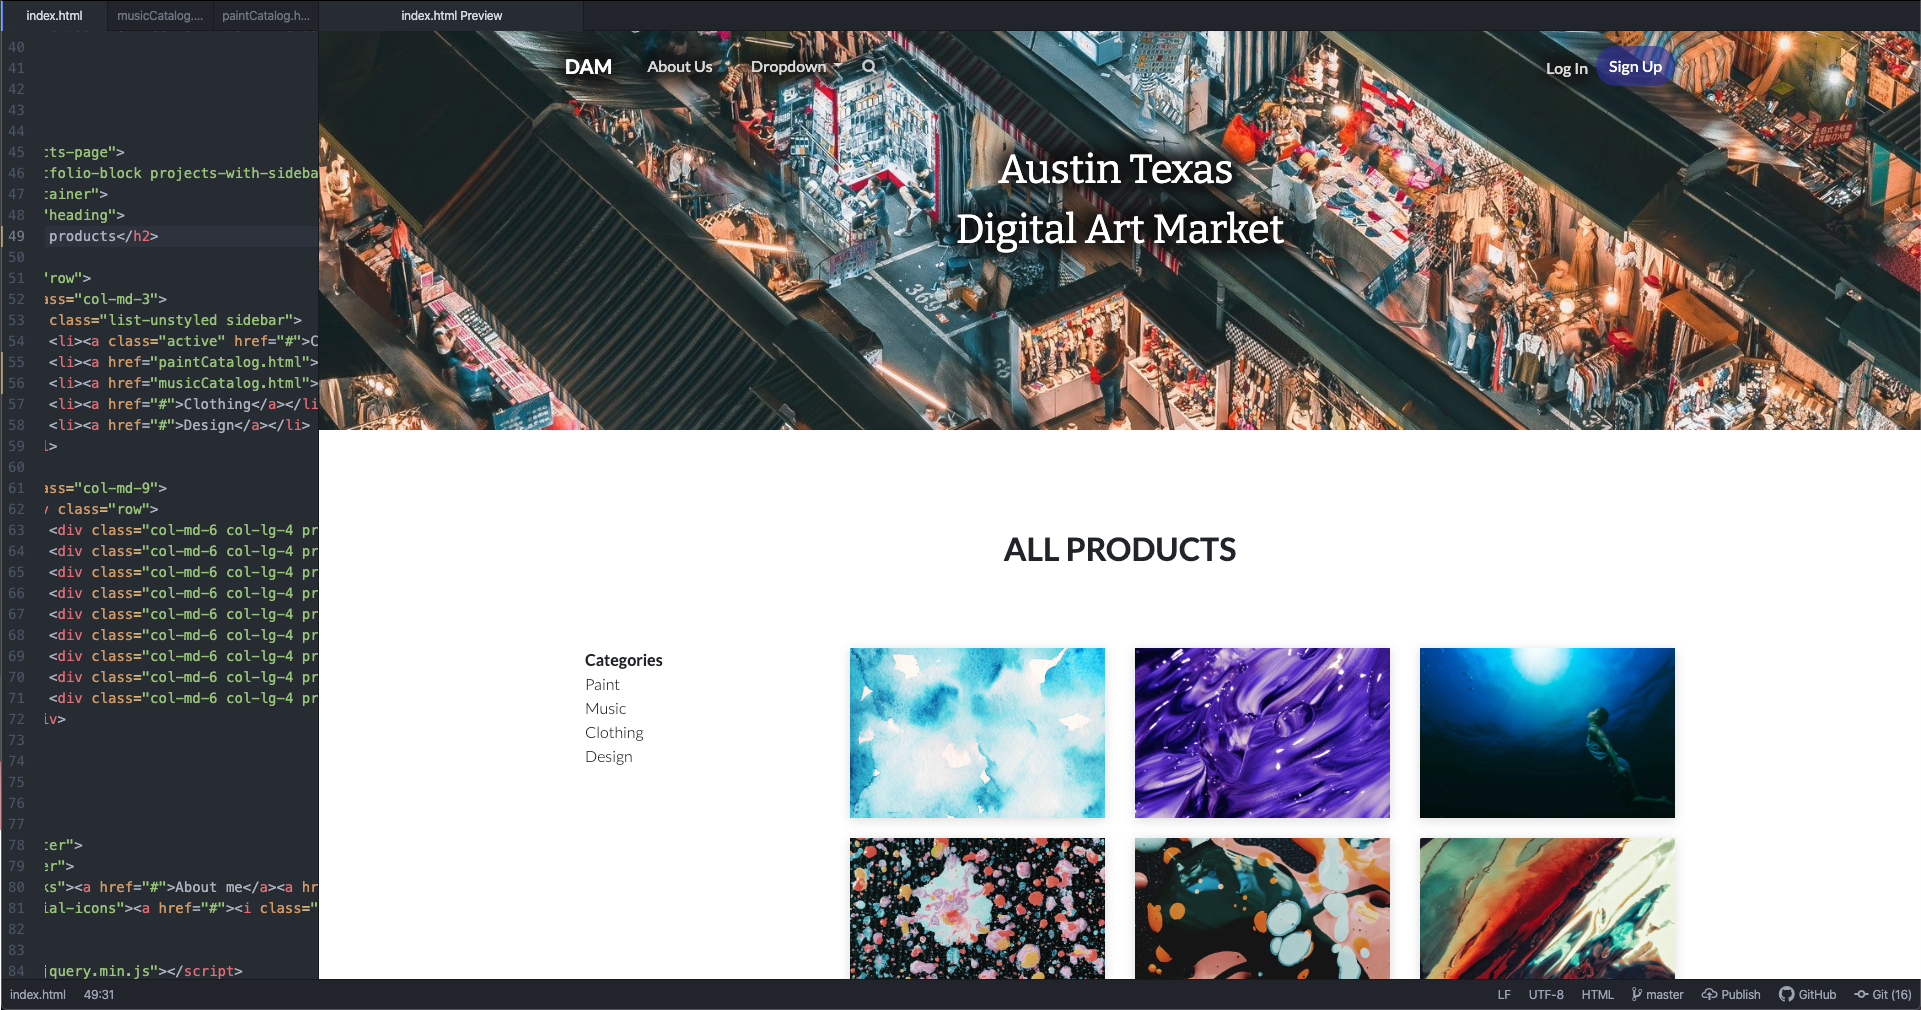 index.html
musicCatalog....
paintCatalog.h...
index.html Preview
40
41
42
43
44
45 cts-page">
46 tfolio-block projects-with-sideba
47 tainer">
48 "heading">
49 products</h2>
50
51 "row">
52 ass="col-md-3">
53 class="list-unstyled sidebar">
54 <li><a class="active" href="#">C
55 <li><a href="paintCatalog.html">
56 <li><a href="musicCatalog.html">
57 <li><a href="#">Clothing</a></li
58 <li><a href="#">Design</a></li>
59 l>
60
61 ass="col-md-9">
62 v class="row">
63 <div class="col-md-6 col-lg-4 pr
64 <div class="col-md-6 col-lg-4 pr
65 <div class="col-md-6 col-lg-4 pr
66 <div class="col-md-6 col-lg-4 pr
67 <div class="col-md-6 col-lg-4 pr
68 <div class="col-md-6 col-lg-4 pr
69 <div class="col-md-6 col-lg-4 pr
70 <div class="col-md-6 col-lg-4 pr
71 <div class="col-md-6 col-lg-4 pr
72 iv>
73
74
75
76
77
78 ter">
79 er">
80 ks"><a href="#">About me</a><a hr
81 ial-icons"><a href="#"><i class="
82
83
84 jquery.min.js"></script>
DAM
About Us
Dropdown
Log In
Sign Up
Austin Texas
Digital Art Market
369
368
ALL PRODUCTS
Categories
Paint
Music
Clothing
Design
index.html
49:31
LF
UTF-8
HTML
master
Publish
GitHub
Git (16)